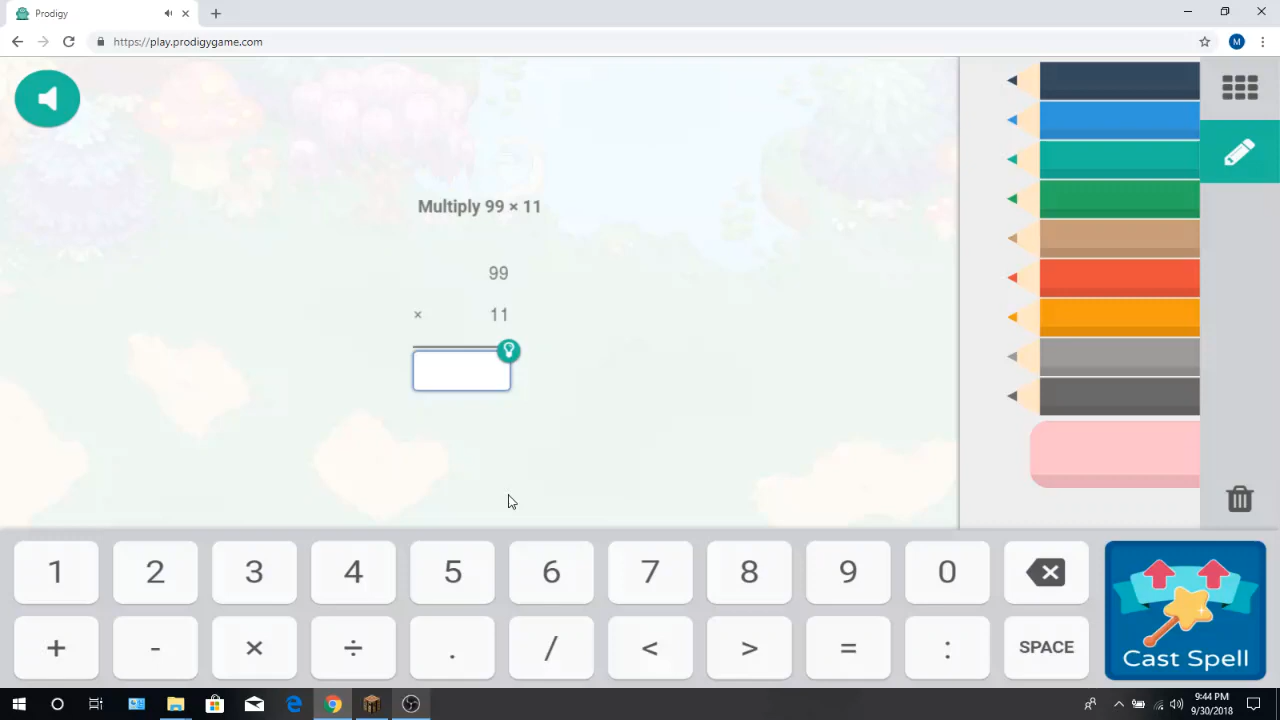 Prodigy
https://play.prodigygame.com
M
Multiply 99 × 11
99
× 11
1 2 3 4 5 6 7 8 9 0
+ - × ÷ . / < > = : SPACE
Cast Spell
9:44 PM
9/30/2018